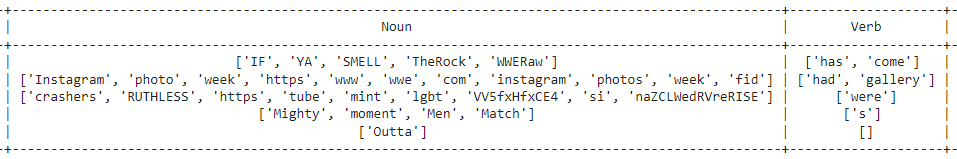 Noun Verb
['IF', 'YA', 'SMELL', 'TheRock', 'WWERaw'] ['has', 'come']
['Instagram', 'photo', 'week', 'https', 'www', 'wwe', 'com', 'instagram', 'photos', 'week', 'fid'] ['had', 'gallery']
['crashers', 'RUTHLESS', 'https', 'tube', 'mint', 'lgbt', 'VV5fxHfxCE4', 'si', 'naZCLWedRVreRISE'] ['were']
['Mighty', 'moment', 'Men', 'Match'] ['s']
['Outta'] []